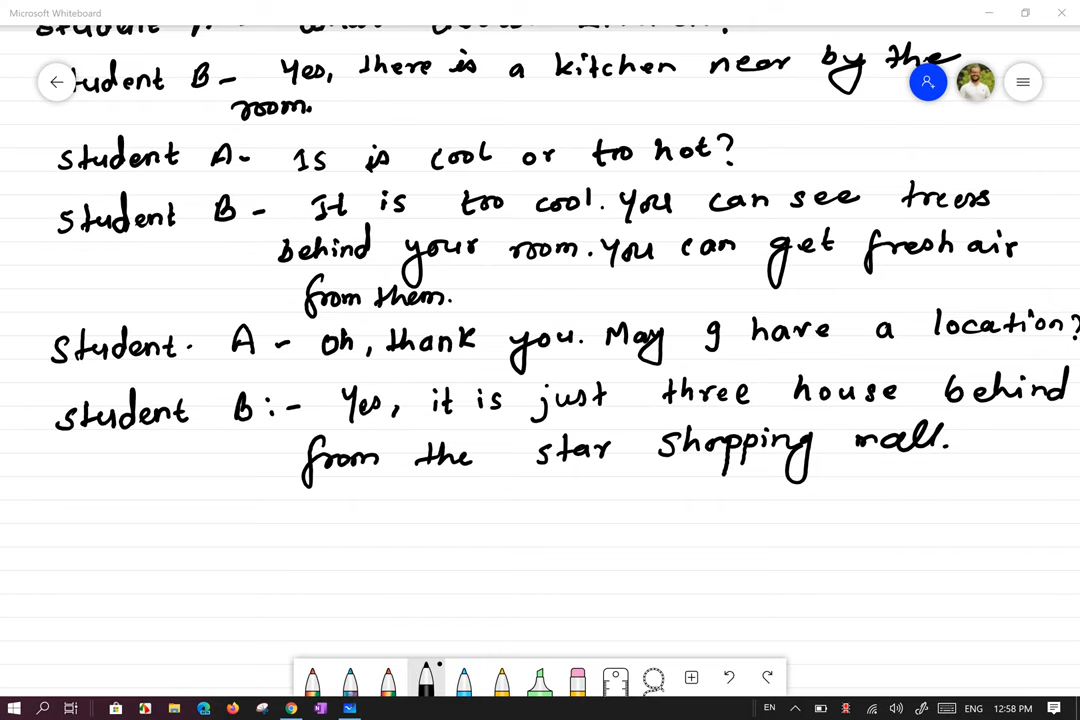 Microsoft Whiteboard
student
student B - Yes, there is a kitchen near by the
room.
student A - Is is cool or too hot?
student B - It is too cool. You can see trees
behind your room. You can get fresh air
from them.
student. A - oh, thank you. May I have a location?
student B:- Yes, it is just three house behind
from the star shopping mall.
EN ENG 12:58 PM